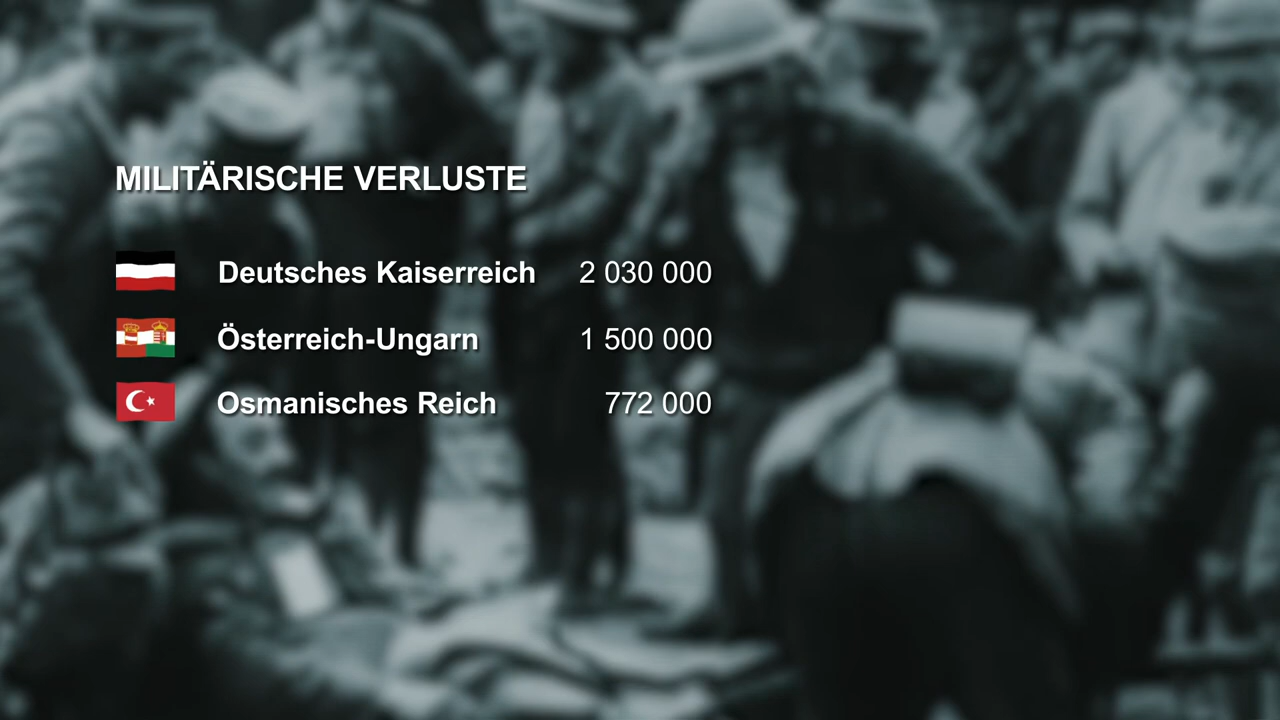 MILITÄRISCHE VERLUSTE
Deutsches Kaiserreich 2 030 000
Österreich-Ungarn 1 500 000
Osmanisches Reich 772 000